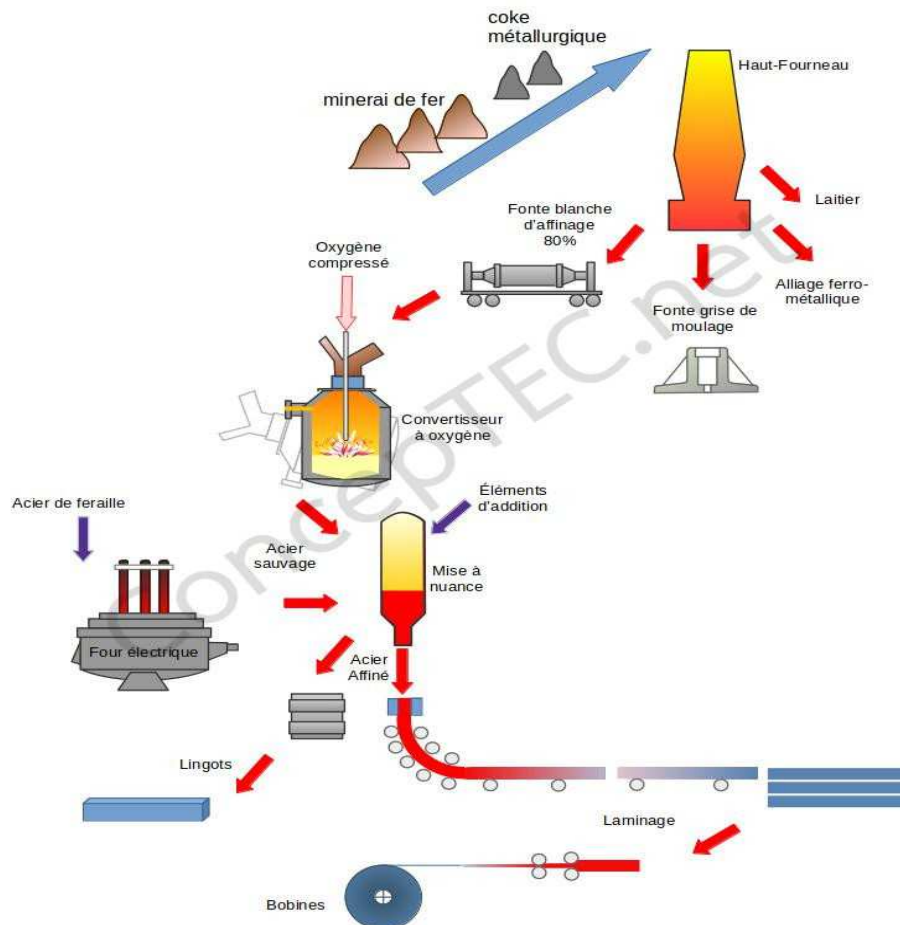 coke
métallurgique
Haut-Fourneau
minerai de fer
Laitier
Fonte blanche
d'affinage
80%
Oxygène
compressé
Alliage ferro-
métallique
Fonte grise de
moulage
Convertisseur
à oxygène
Éléments
d'addition
Acier de feraille
Acier
sauvage
Mise à
nuance
Four électrique
Acier
Affiné
Lingots
Laminage
Bobines
ConcepTEC.net